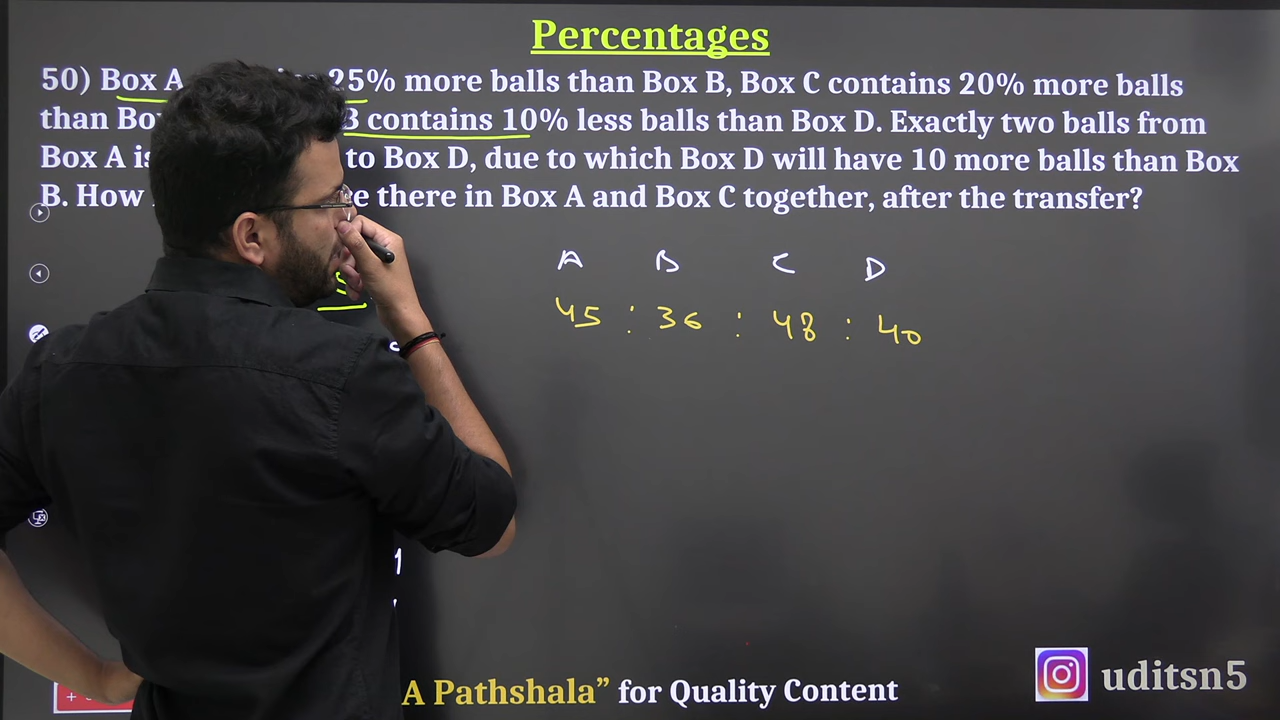 Percentages
50) Box A 25% more balls than Box B, Box C contains 20% more balls
than contains 10% less balls than Box D. Exactly two balls from
Box A to Box D, due to which Box D will have 10 more balls than Box
B. How there in Box A and Box C together, after the transfer?
A B C D
45 : 36 : 48 : 40
A Pathshala” for Quality Content
uditsn5